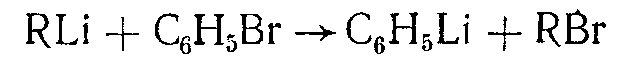 RLi + C₆H₅Br → C₆H₅Li + RBr